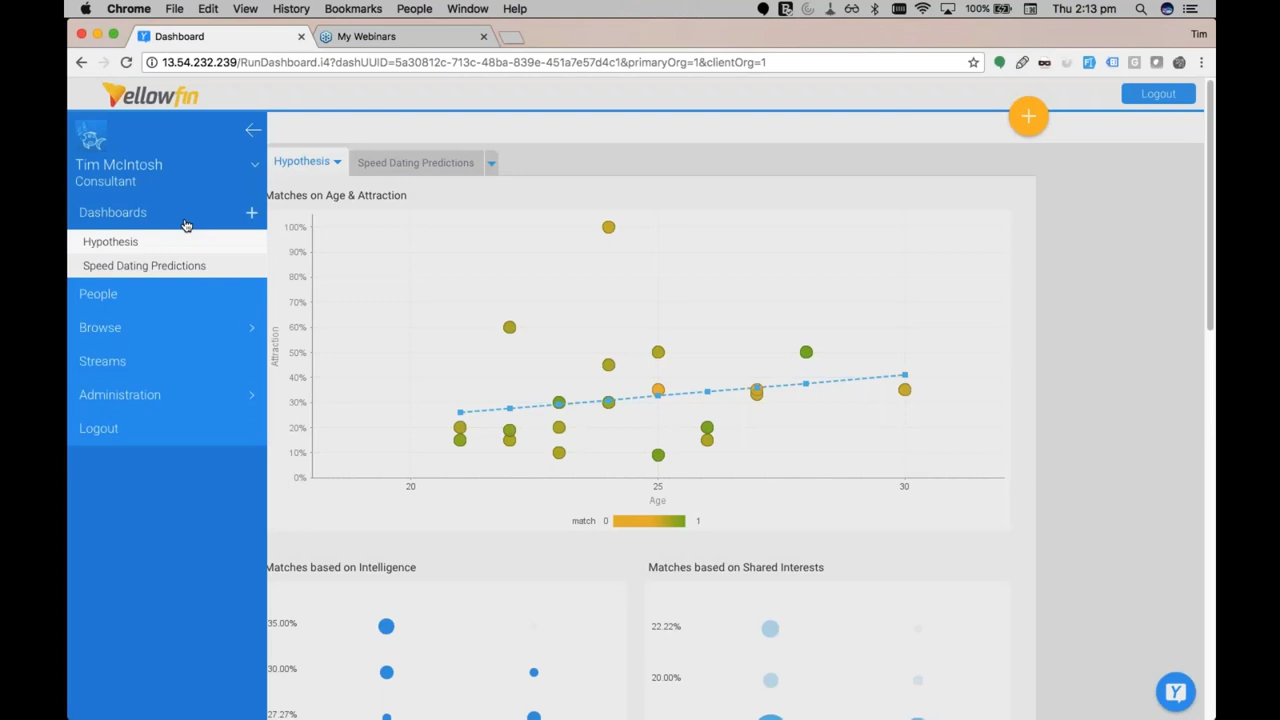 Chrome File Edit View History Bookmarks People Window Help 100% Thu 2:13 pm
Dashboard My Webinars Tim
13.54.232.239/RunDashboard.i4?dashUUID=5a30812c-713c-48ba-839e-451a7e57d4c1&primaryOrg=1&clientOrg=1
Yellowfin Logout
Tim McIntosh
Consultant
Dashboards
Hypothesis
Speed Dating Predictions
People
Browse
Streams
Administration
Logout
Hypothesis Speed Dating Predictions
Matches on Age & Attraction
100%
90%
80%
70%
60%
50%
40%
30%
20%
10%
0%
Attraction
20 25 30
Age
match 0 1
Matches based on Intelligence
35.00%
30.00%
27.27%
Matches based on Shared Interests
22.22%
20.00%